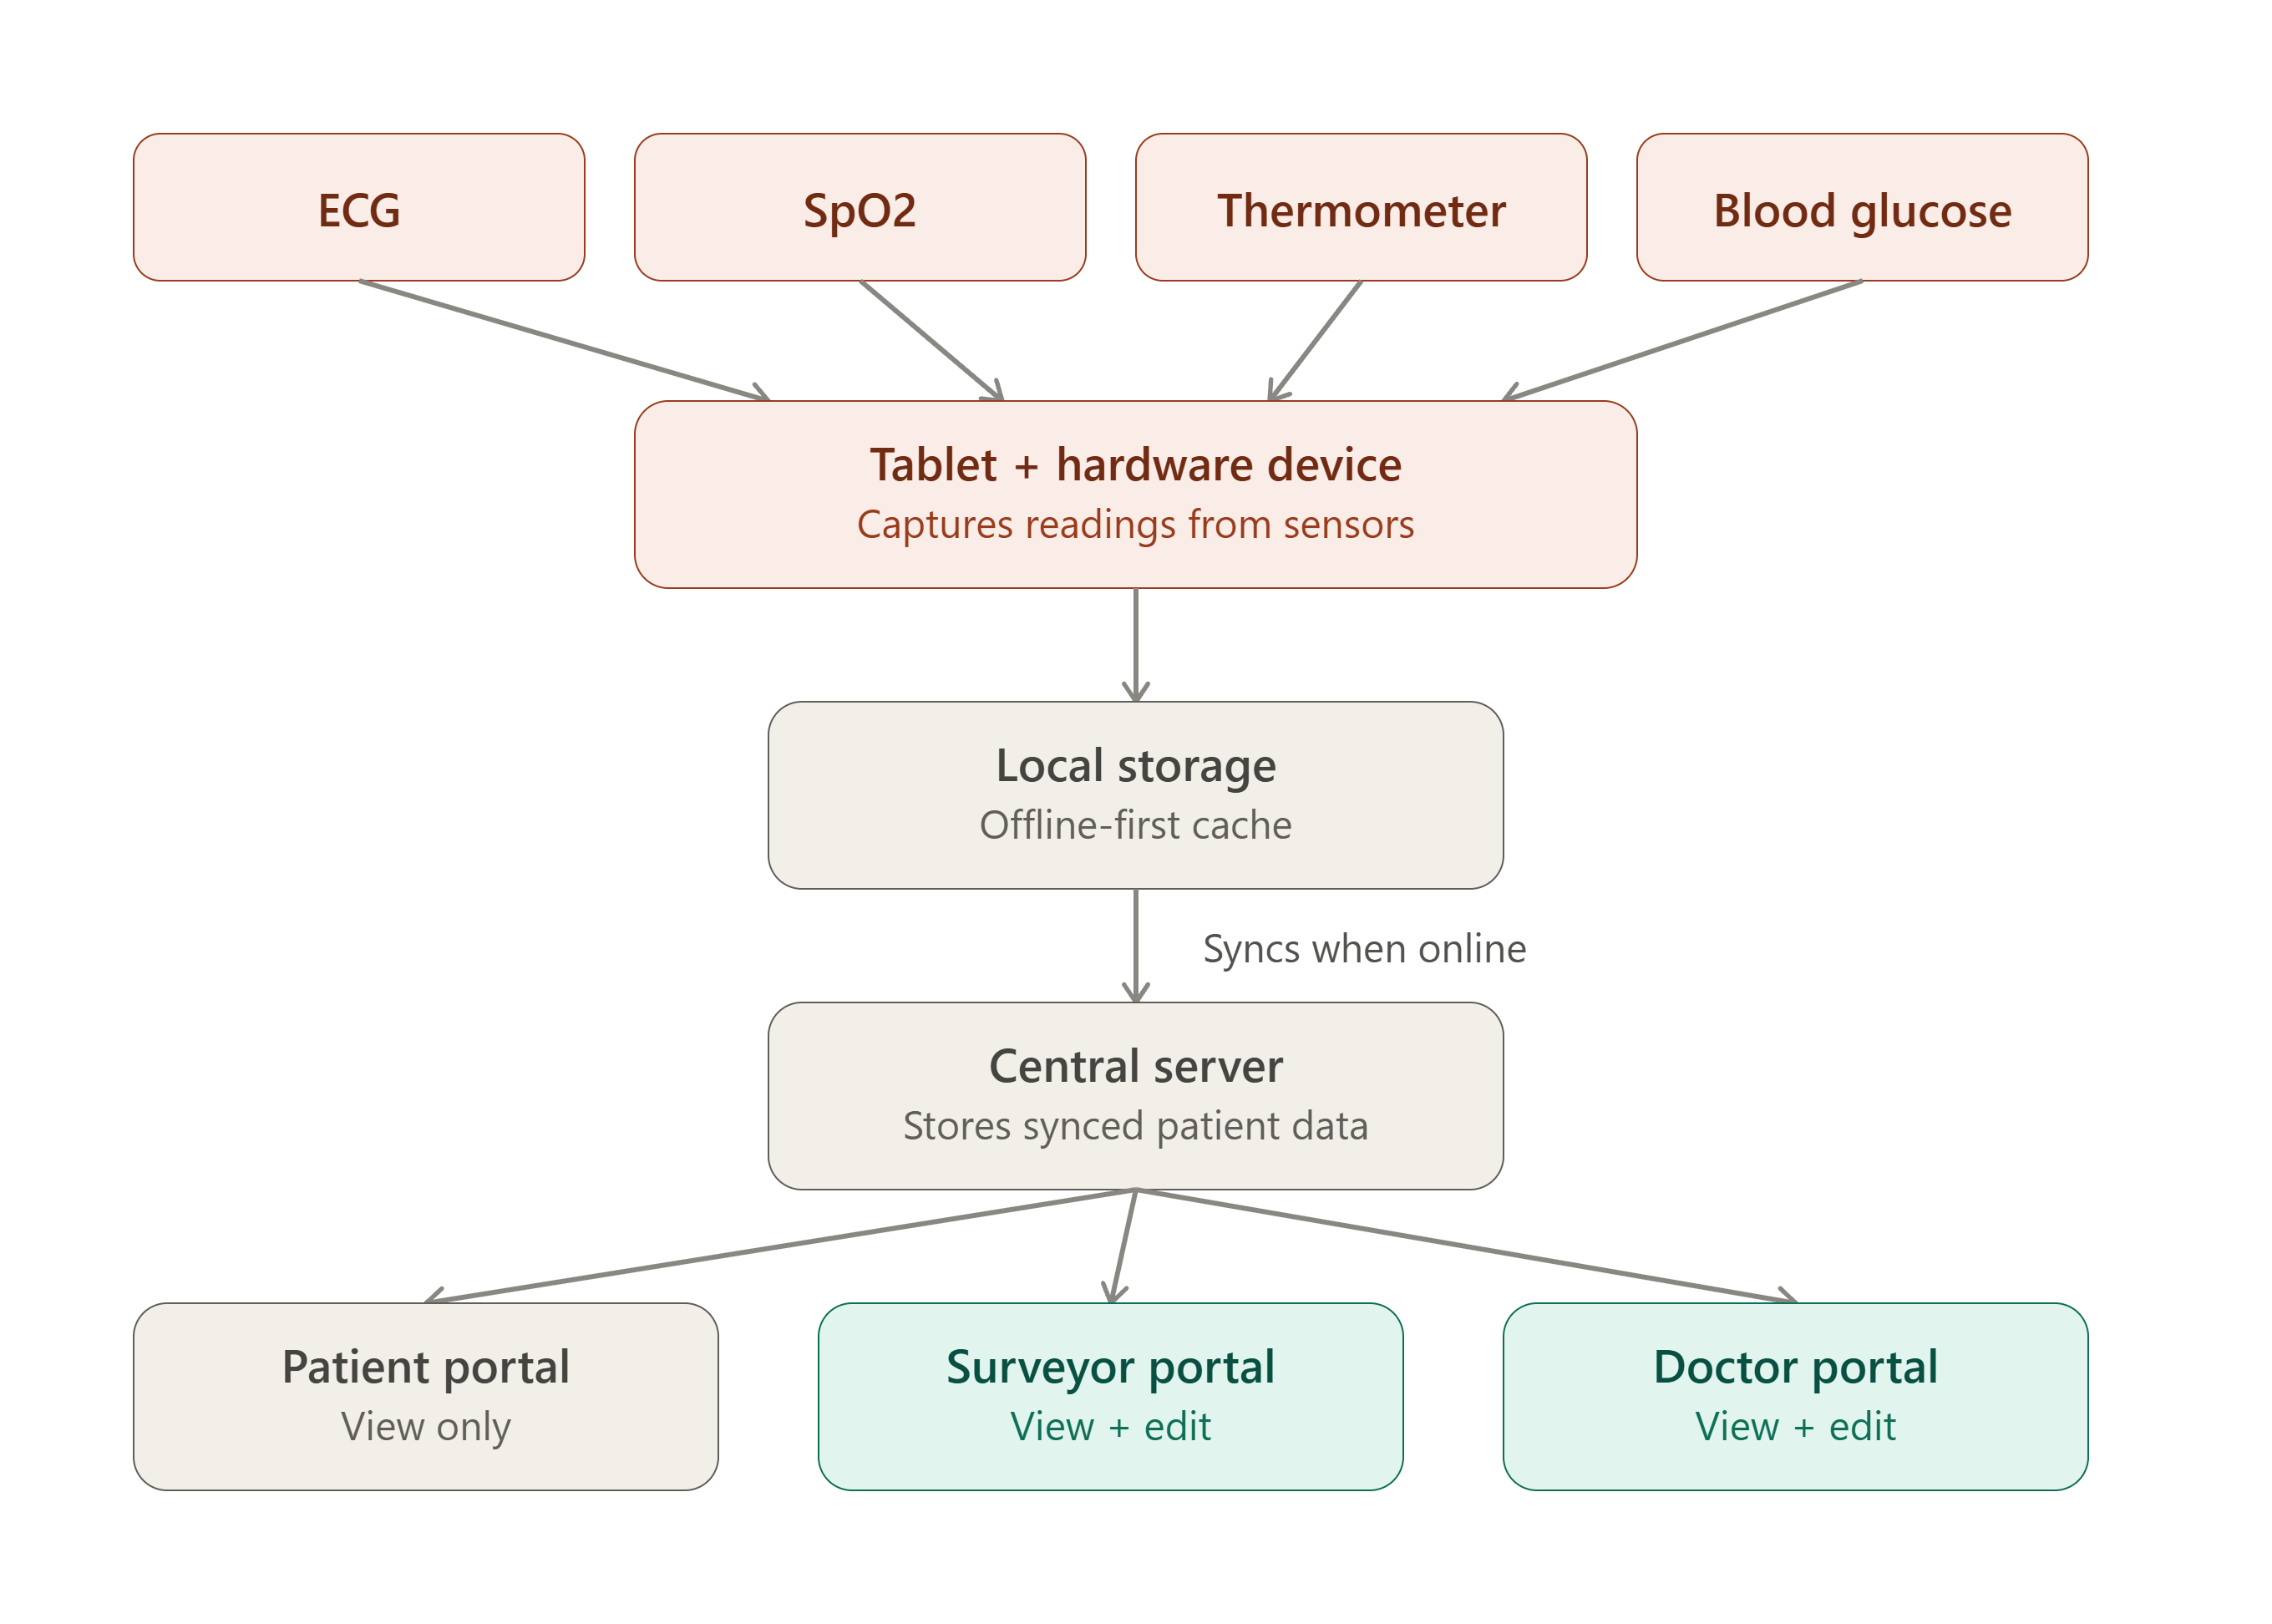 ECG
SpO2
Thermometer
Blood glucose
Tablet + hardware device
Captures readings from sensors
Local storage
Offline-first cache
Syncs when online
Central server
Stores synced patient data
Patient portal
View only
Surveyor portal
View + edit
Doctor portal
View + edit